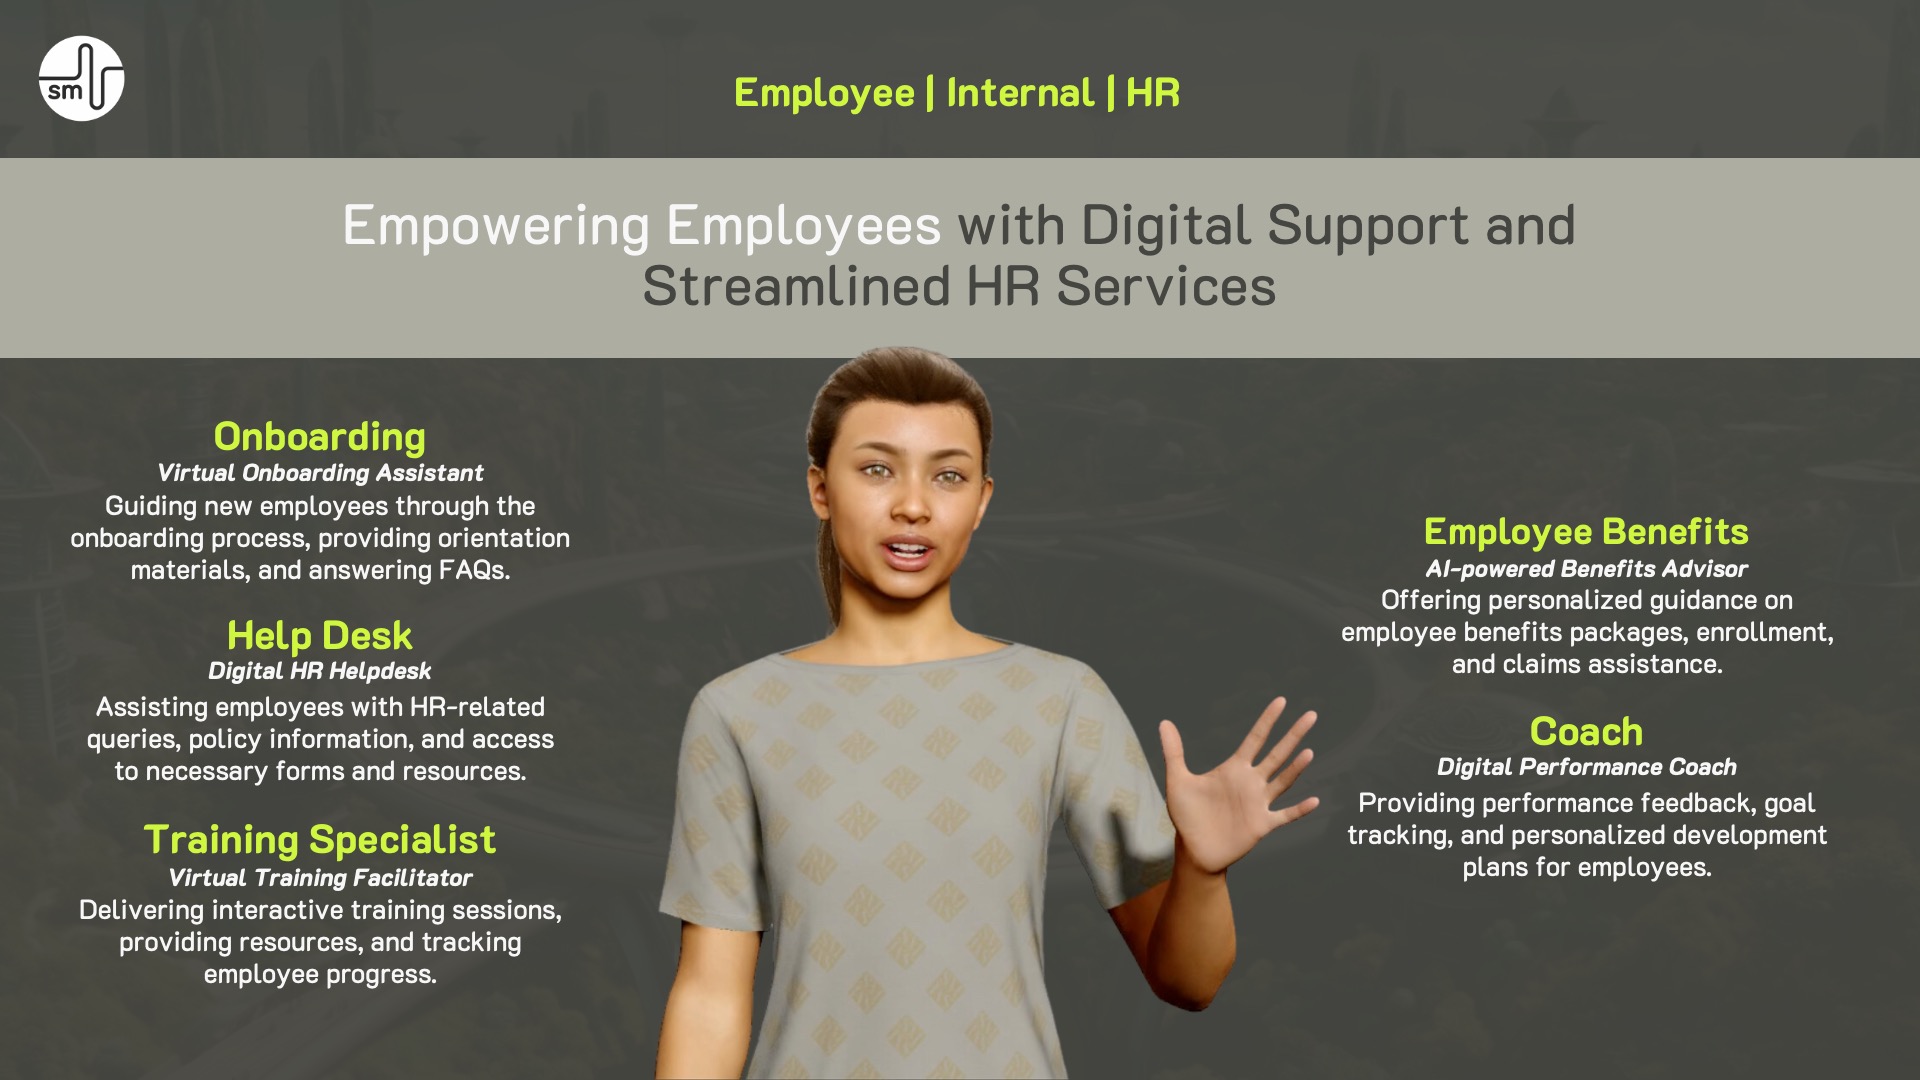 sm
Employee | Internal | HR
Empowering Employees with Digital Support and
Streamlined HR Services
Onboarding
Virtual Onboarding Assistant
Guiding new employees through the
onboarding process, providing orientation
materials, and answering FAQs.
Help Desk
Digital HR Helpdesk
Assisting employees with HR-related
queries, policy information, and access
to necessary forms and resources.
Training Specialist
Virtual Training Facilitator
Delivering interactive training sessions,
providing resources, and tracking
employee progress.
Employee Benefits
AI-powered Benefits Advisor
Offering personalized guidance on
employee benefits packages, enrollment,
and claims assistance.
Coach
Digital Performance Coach
Providing performance feedback, goal
tracking, and personalized development
plans for employees.